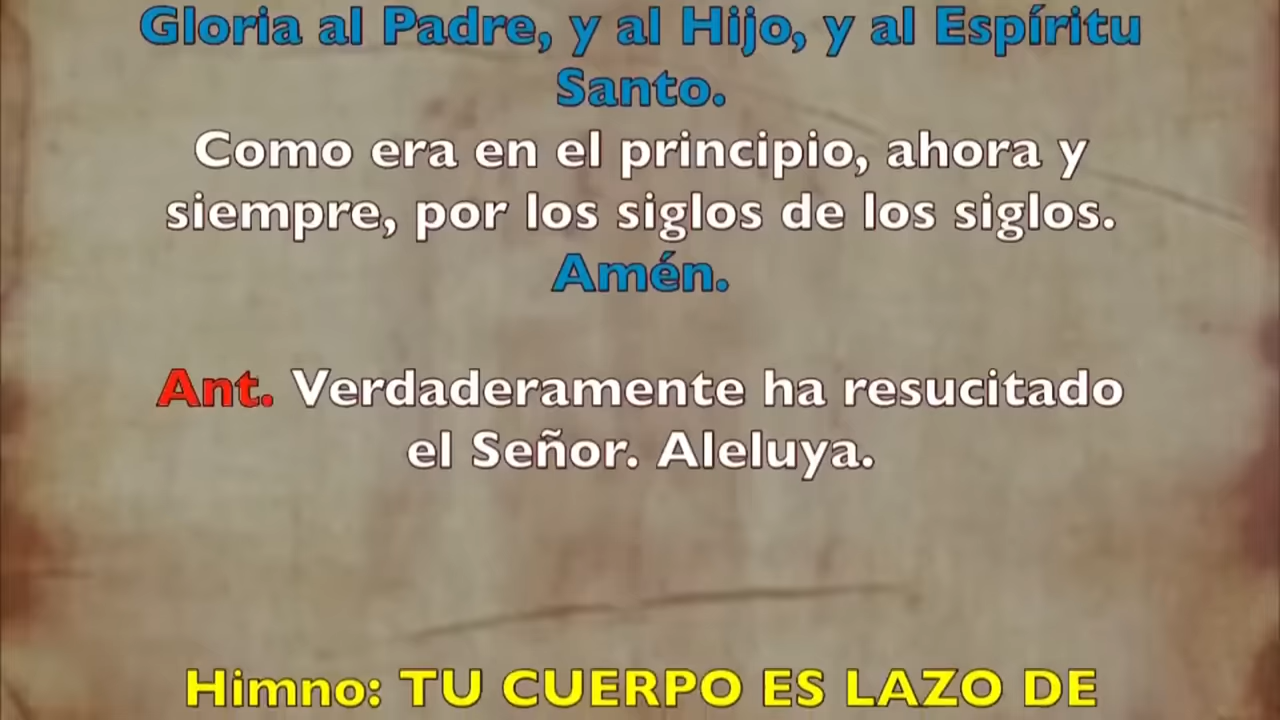 Gloria al Padre, y al Hijo, y al Espíritu
Santo.
Como era en el principio, ahora y
siempre, por los siglos de los siglos.
Amén.
Ant. Verdaderamente ha resucitado
el Señor. Aleluya.
Himno: TU CUERPO ES LAZO DE